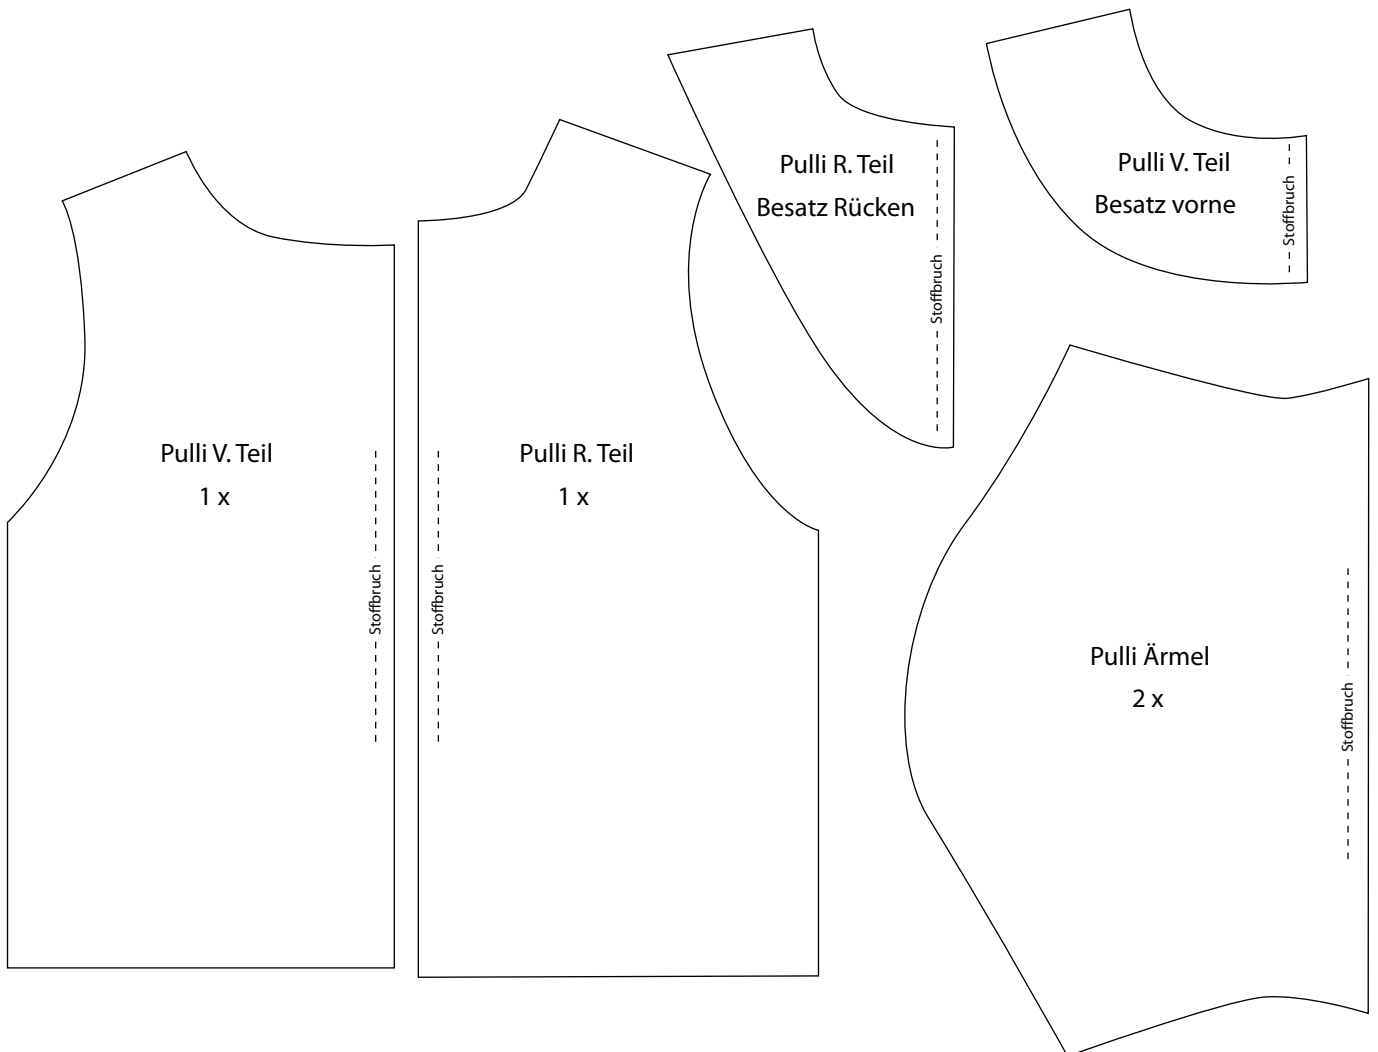 Pulli R. Teil
Besatz Rücken
Stoffbruch
Pulli V. Teil
Besatz vorne
Stoffbruch
Pulli V. Teil
1 x
Stoffbruch
Pulli R. Teil
1 x
Stoffbruch
Pulli Ärmel
2 x
Stoffbruch